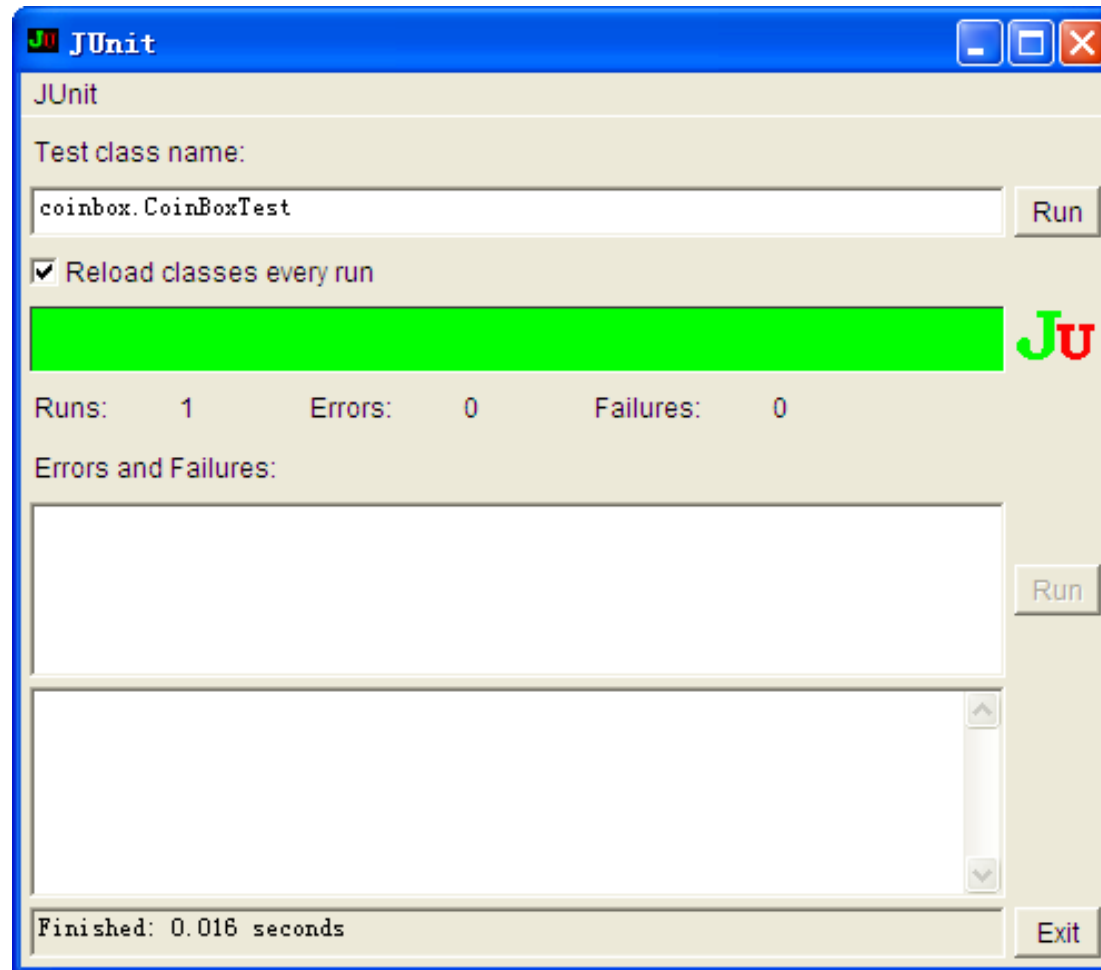 JU JUnit
JUnit
Test class name:
coinbox.CoinBoxTest
Run
Reload classes every run
JU
Runs: 1 Errors: 0 Failures: 0
Errors and Failures:
Run
Finished: 0.016 seconds
Exit